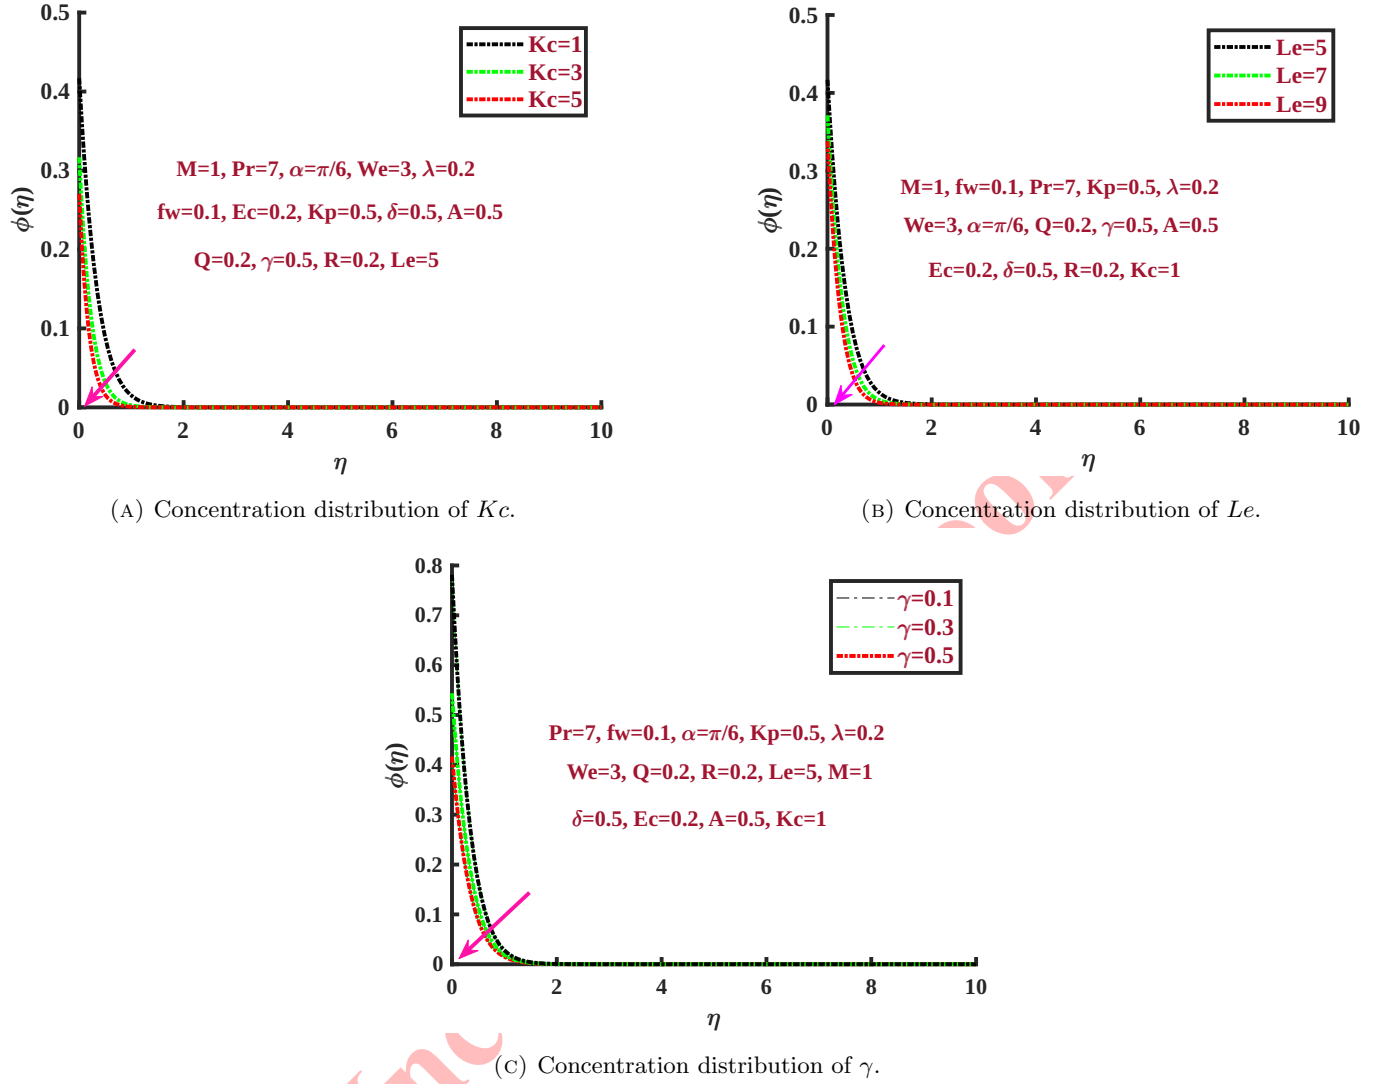 0.5
0.4
0.3
0.2
0.1
0
ϕ(η)
Kc=1
Kc=3
Kc=5
M=1, Pr=7, α=π/6, We=3, λ=0.2
fw=0.1, Ec=0.2, Kp=0.5, δ=0.5, A=0.5
Q=0.2, γ=0.5, R=0.2, Le=5
0 2 4 6 8 10
η
(A) Concentration distribution of Kc.
0.5
0.4
0.3
0.2
0.1
0
ϕ(η)
Le=5
Le=7
Le=9
M=1, fw=0.1, Pr=7, Kp=0.5, λ=0.2
We=3, α=π/6, Q=0.2, γ=0.5, A=0.5
Ec=0.2, δ=0.5, R=0.2, Kc=1
0 2 4 6 8 10
η
(B) Concentration distribution of Le.
0.8
0.7
0.6
0.5
0.4
0.3
0.2
0.1
0
ϕ(η)
γ=0.1
γ=0.3
γ=0.5
Pr=7, fw=0.1, α=π/6, Kp=0.5, λ=0.2
We=3, Q=0.2, R=0.2, Le=5, M=1
δ=0.5, Ec=0.2, A=0.5, Kc=1
0 2 4 6 8 10
η
(C) Concentration distribution of γ.